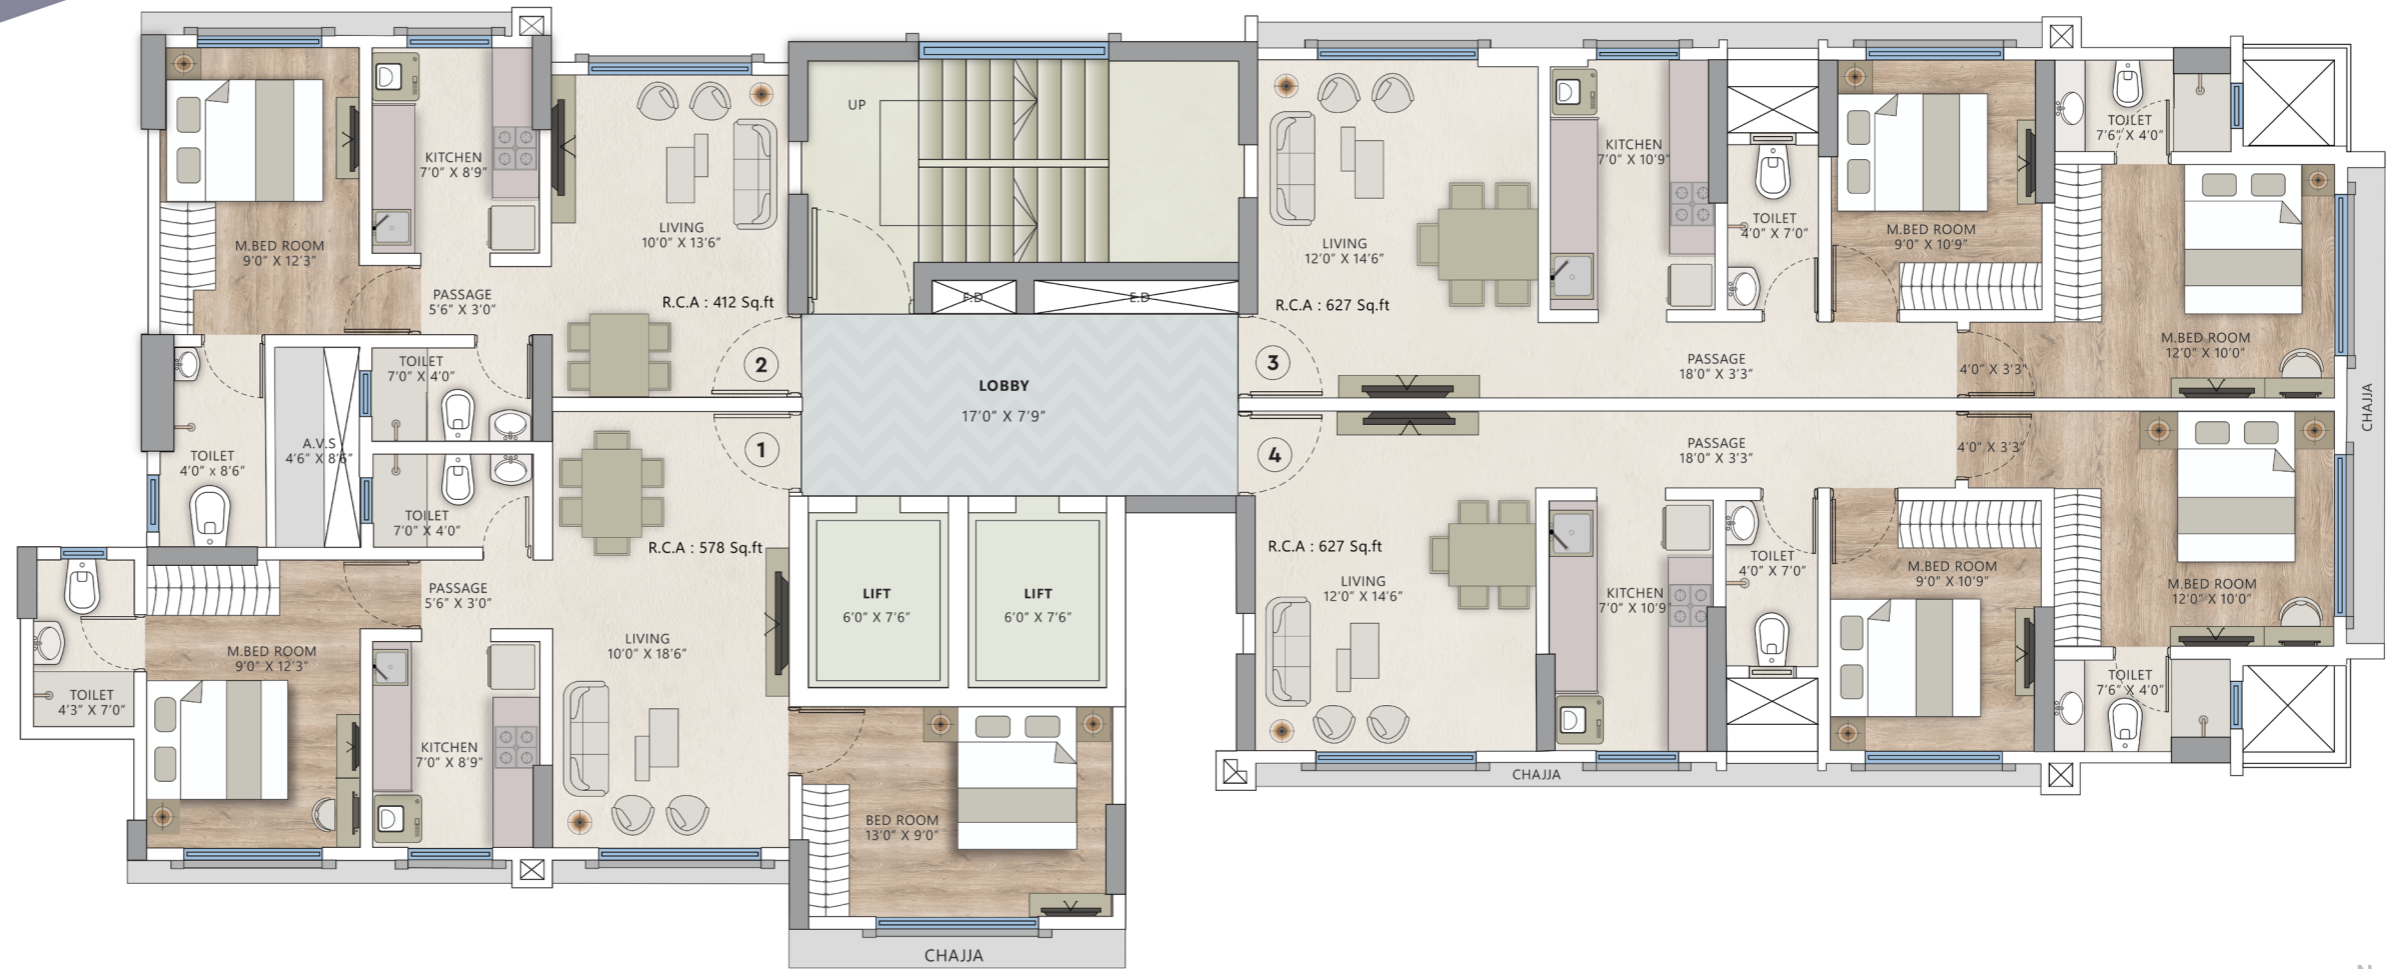 UP
KITCHEN
7'0" X 8'9"
M.BED ROOM
9'0" X 12'3"
LIVING
10'0" X 13'6"
PASSAGE
5'6" X 3'0"
R.C.A : 412 Sq.ft
F.D
E.D
TOILET
7'0" X 4'0"
2
LOBBY
17'0" X 7'9"
1
TOILET
4'0" x 8'6"
A.V.S
4'6" X 8'6"
TOILET
7'0" X 4'0"
R.C.A : 578 Sq.ft
PASSAGE
5'6" X 3'0"
LIVING
10'0" X 18'6"
M.BED ROOM
9'0" X 12'3"
TOILET
4'3" X 7'0"
KITCHEN
7'0" X 8'9"
LIFT
6'0" X 7'6"
LIFT
6'0" X 7'6"
BED ROOM
13'0" X 9'0"
CHAJJA
LIVING
12'0" X 14'6"
R.C.A : 627 Sq.ft
KITCHEN
7'0" X 10'9"
TOILET
4'0" X 7'0"
M.BED ROOM
9'0" X 10'9"
TOILET
7'6" X 4'0"
M.BED ROOM
12'0" X 10'0"
3
PASSAGE
18'0" X 3'3"
4'0" X 3'3"
CHAJJA
4
PASSAGE
18'0" X 3'3"
4'0" X 3'3"
R.C.A : 627 Sq.ft
LIVING
12'0" X 14'6"
KITCHEN
7'0" X 10'9"
TOILET
4'0" X 7'0"
M.BED ROOM
9'0" X 10'9"
M.BED ROOM
12'0" X 10'0"
TOILET
7'6" X 4'0"
CHAJJA